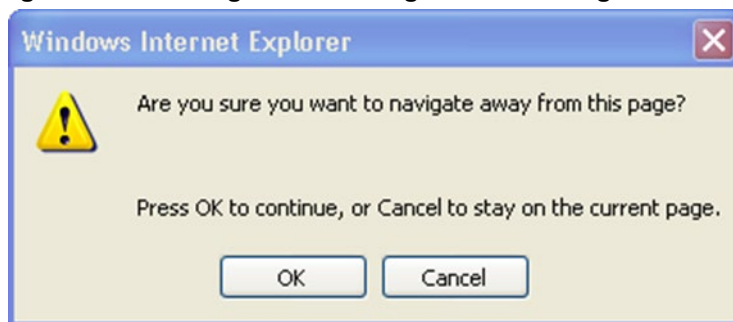 Windows Internet Explorer
Are you sure you want to navigate away from this page?
Press OK to continue, or Cancel to stay on the current page.
OK Cancel